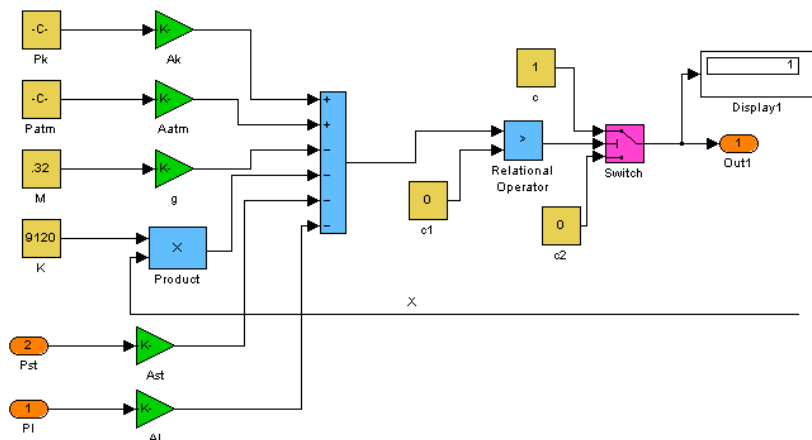 -C-
K-
Pk
Ak
1
c
1
Display1
-C-
K-
Patm
Aatm
+
+
−
−
−
−
.32
K-
M
g
>
Relational
Operator
Switch
1
Out1
0
c1
0
c2
9120
K
X
Product
X
2
Pst
K-
Ast
1
Pl
K-
Al